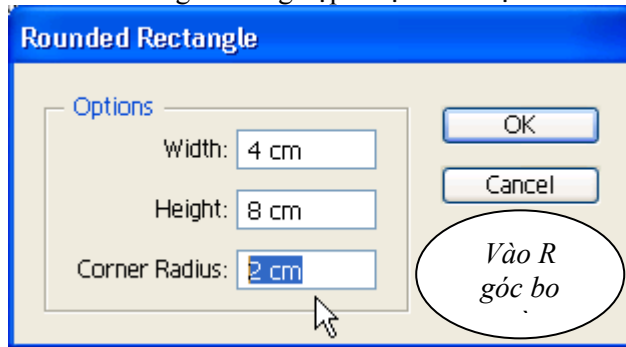 Rounded Rectangle
Options
Width: 4 cm
Height: 8 cm
Corner Radius: 2 cm
OK
Cancel
Vào R
góc bo